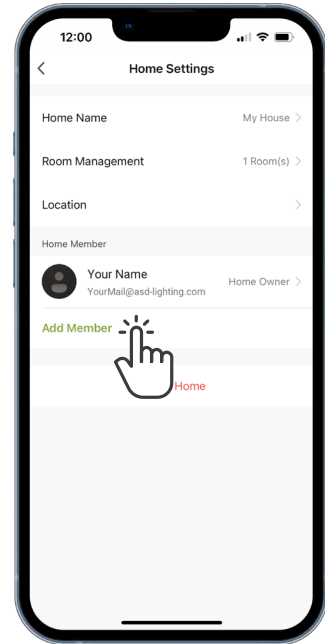 12:00
Home Settings
Home Name My House
Room Management 1 Room(s)
Location
Home Member
Your Name
YourMail@asd-lighting.com Home Owner
Add Member
Home